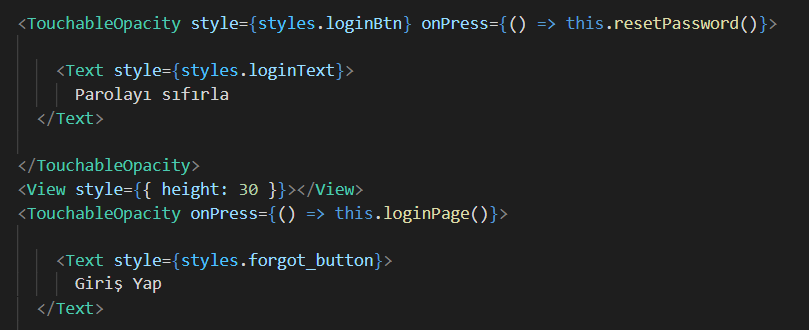 <TouchableOpacity style={styles.loginBtn} onPress={() => this.resetPassword()}>
<Text style={styles.loginText}>
Parolayı sıfırla
</Text>
</TouchableOpacity>
<View style={{ height: 30 }}></View>
<TouchableOpacity onPress={() => this.loginPage()}>
<Text style={styles.forgot_button}>
Giriş Yap
</Text>